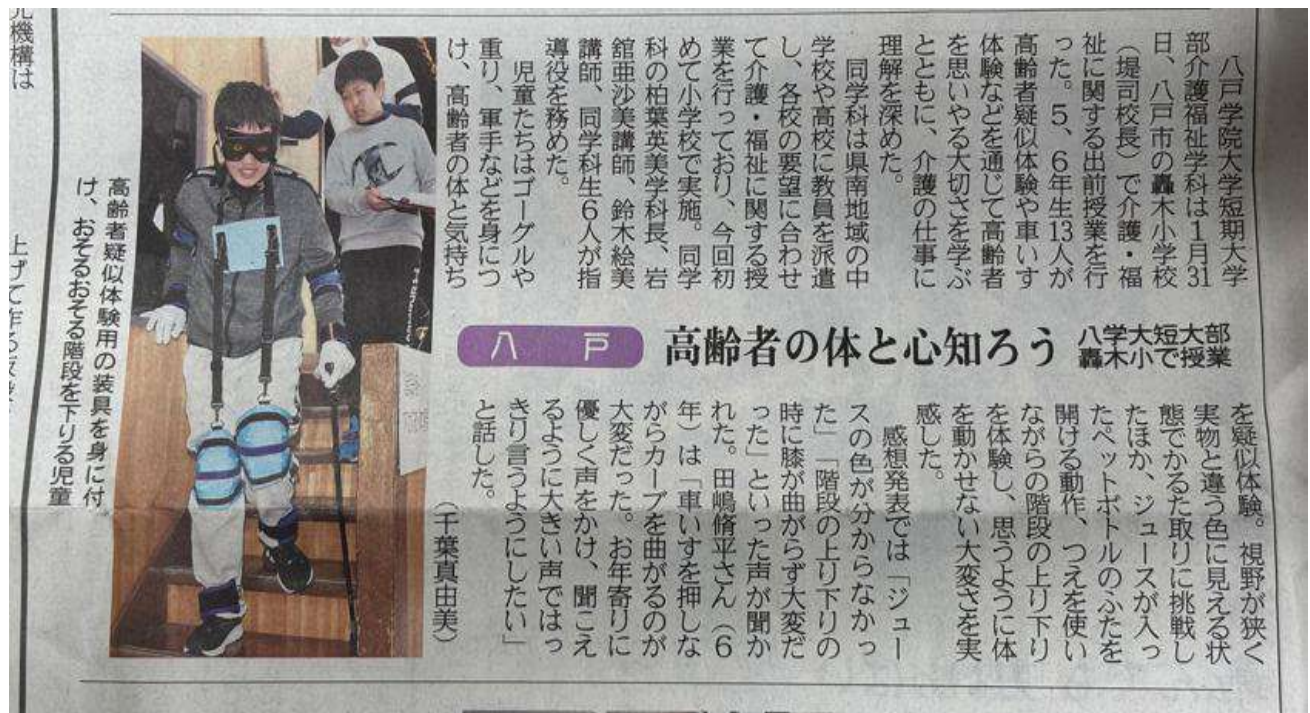 八学大短大部
轟木小で授業
高齢者の体と心知ろう
八戸
八戸学院大学短期大学
部介護福祉学科は1月31
日、八戸市の轟木小学校
(堤司校長)で介護・福
祉に関する出前授業を行
った。5、6年生13人が
高齢者疑似体験や車いす
体験などを通じて高齢者
を思いやる大切さを学ぶ
とともに、介護の仕事に
理解を深めた。
同学科は県南地域の中
学校や高校に教員を派遣
し、各校の要望に合わせ
て介護・福祉に関する授
業を行っており、今回初
めて小学校で実施。同学
科の柏葉英美学科長、岩
舘亜沙美講師、鈴木絵美
講師、同学科生6人が指
導役を務めた。
児童たちはゴーグルや
重り、軍手などを身につ
け、高齢者の体と気持ち
を疑似体験。視野が狭く
実物と違う色に見える状
態でかるた取りに挑戦し
たほか、ジュースが入っ
たペットボトルのふたを
開ける動作、つえを使い
ながらの階段の上り下り
を体験し、思うように体
を動かせない大変さを実
感した。
感想発表では「ジュー
スの色が分からなかっ
た」「階段の上り下りの
時に膝が曲がらず大変だ
った」といった声が聞か
れた。田嶋脩平さん(6
年)は「車いすを押しな
がらカーブを曲がるのが
大変だった。お年寄りに
優しく声をかけ、聞こえ
るように大きい声ではっ
きり言うようにしたい」
と話した。
(千葉真由美)
高齢者疑似体験用の装具を身に付
け、おそるおそる階段を下りる児童
機構は
上げて作る